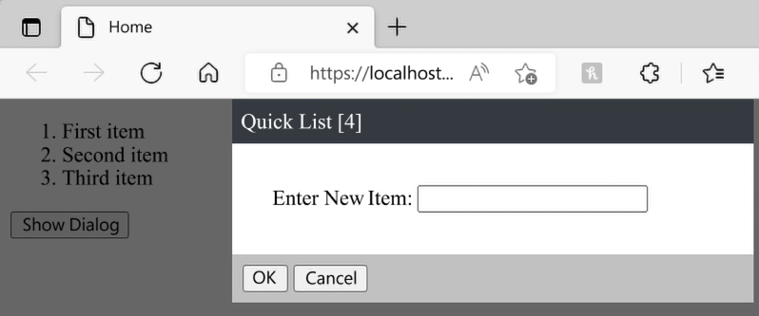 Home
https://localhost...
1. First item
2. Second item
3. Third item
Show Dialog
Quick List [4]
Enter New Item:
OK Cancel